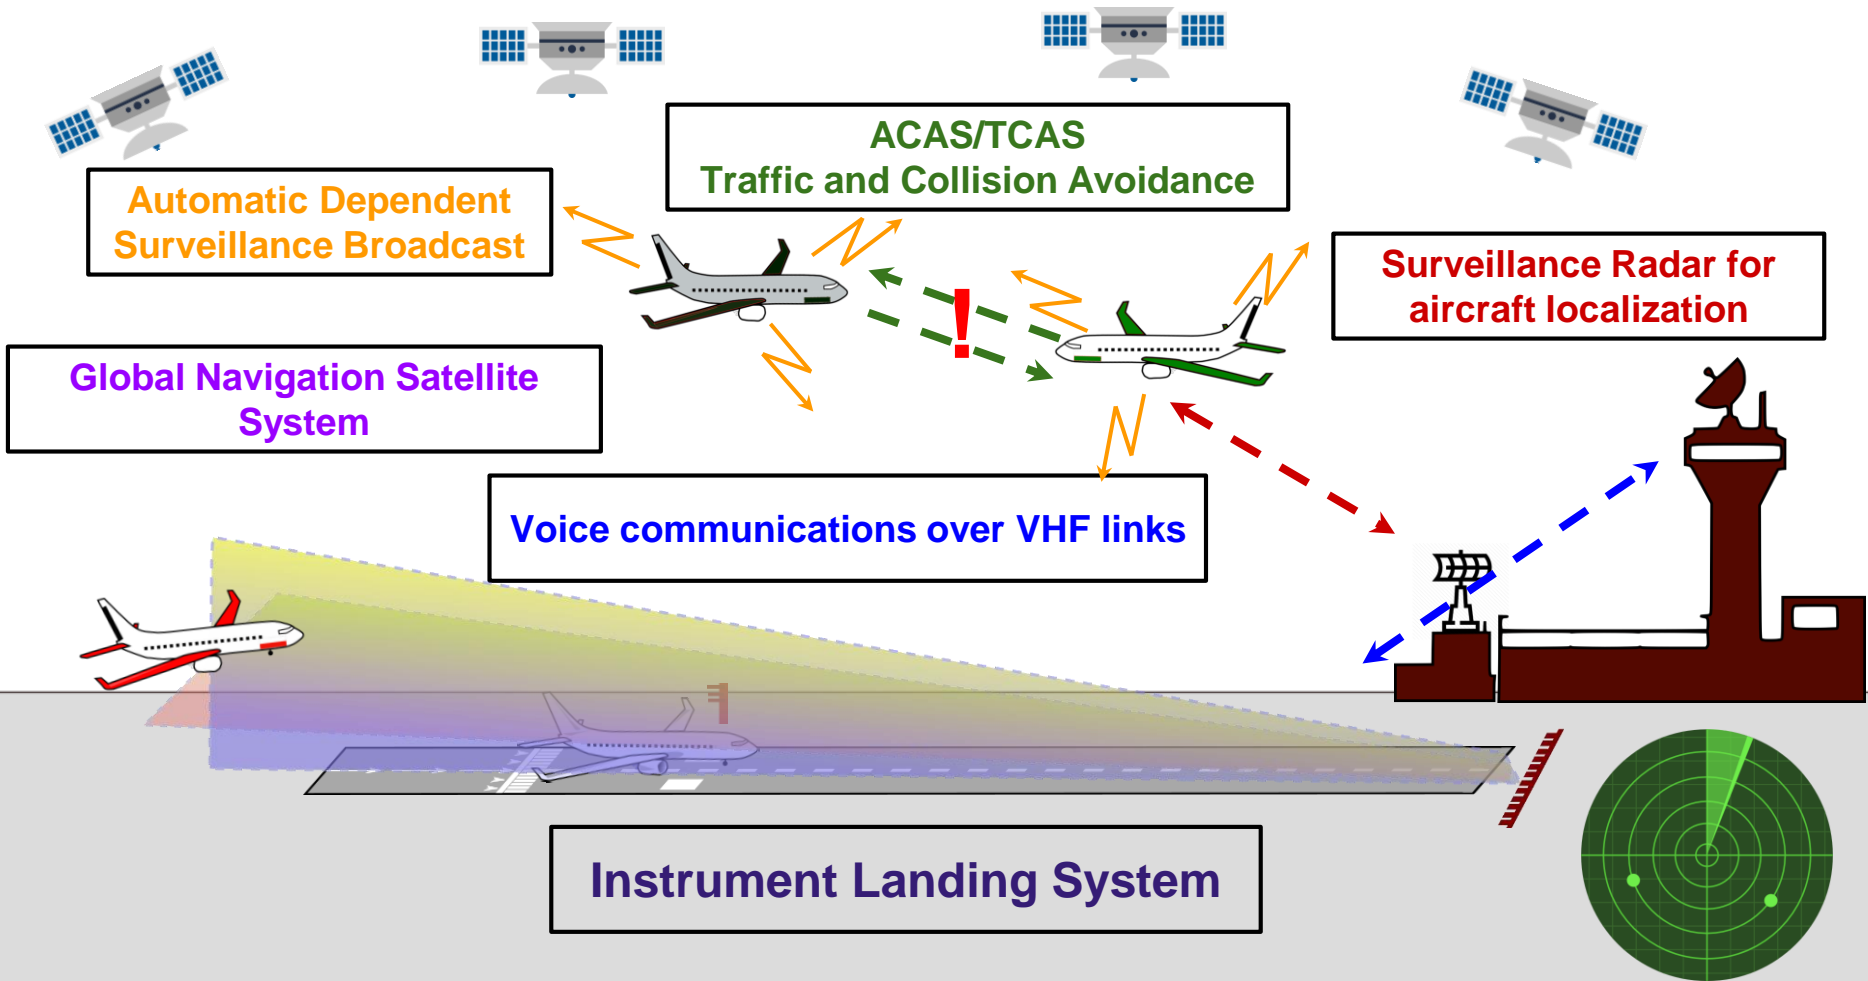 ACAS/TCAS
Traffic and Collision Avoidance
Automatic Dependent
Surveillance Broadcast
Surveillance Radar for
aircraft localization
!
Global Navigation Satellite
System
Voice communications over VHF links
Instrument Landing System